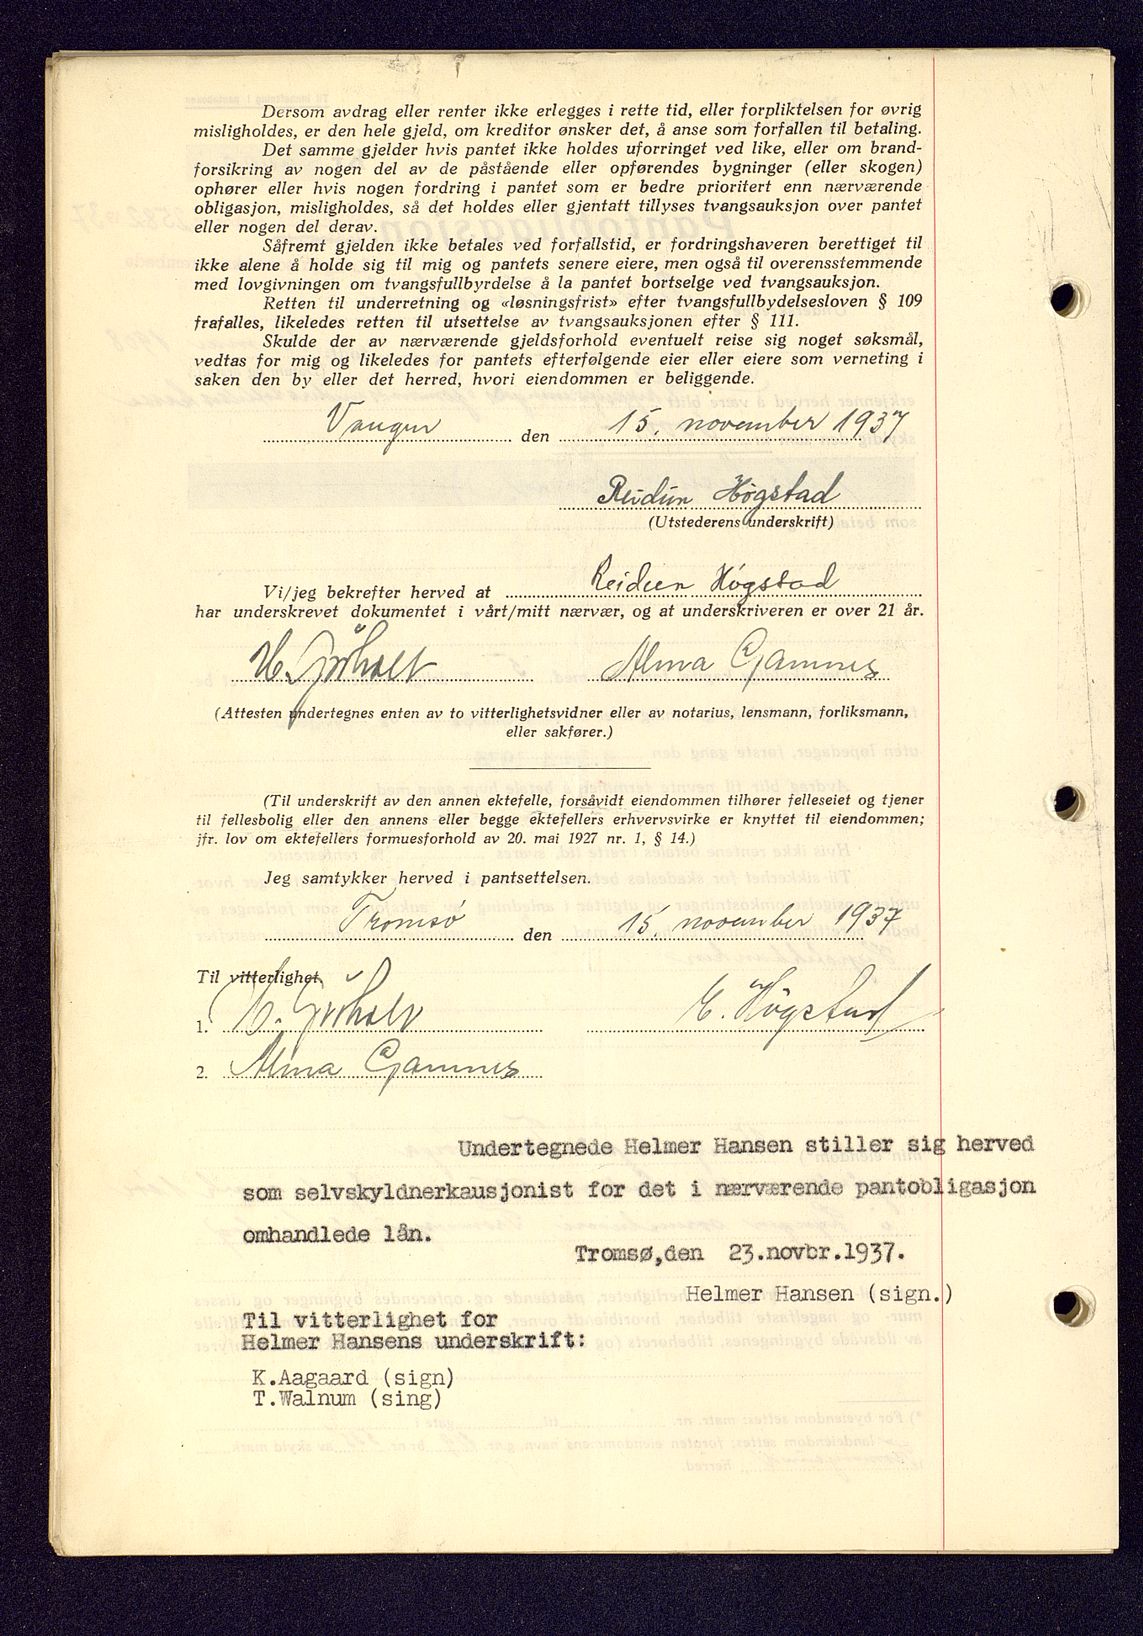 Dersom avdrag eller renter ikke erlegges i rette tid, eller forpliktelsen for øvrig
misligholdes, er den hele gjeld, om kreditor ønsker det, å anse som forfallen til betaling.
Det samme gjelder hvis pantet ikke holdes uforringet ved like, eller om brand-
forsikring av nogen del av de påstående eller opførendes bygninger (eller skogen)
ophører eller hvis nogen fordring i pantet som er bedre prioritert enn nærværende
obligasjon, misligholdes, så det holdes eller gjentatt tillyses tvangsauksjon over pantet
eller nogen del derav.
Såfremt gjelden ikke betales ved forfallstid, er fordringshaveren berettiget til
ikke alene å holde sig til mig og pantets senere eiere, men også til overensstemmende
med lovgivningen om tvangsfullbyrdelse å la pantet bortselge ved tvangsauksjon.
Retten til underretning og «løsningsfrist» efter tvangsfullbydelsesloven § 109
frafalles, likeledes retten til utsettelse av tvangsauksjonen efter § 111.
Skulde der av nærværende gjeldsforhold eventuelt reise sig noget søksmål,
vedtas for mig og likeledes for pantets efterfølgende eier eller eiere som verneting i
saken den by eller det herred, hvori eiendommen er beliggende.
den 15. november 1937
Reidun Høgstad
(Utstederens underskrift)
Vi/jeg bekrefter herved at Reidun Høgstad
har underskrevet dokumentet i vårt/mitt nærvær, og at underskriveren er over 21 år.
Alma Gamnes
(Attesten undertegnes enten av to vitterlighetsvidner eller av notarius, lensmann, forliksmann,
eller sakfører.)
(Til underskrift av den annen ektefelle, forsåvidt eiendommen tilhører felleseiet og tjener
til fellesbolig eller den annens eller begge ektefellers erhvervsvirke er knyttet til eiendommen;
jfr. lov om ektefellers formuesforhold av 20. mai 1927 nr. 1, § 14.)
Jeg samtykker herved i pantsettelsen.
Tromsø den 15. november 1937
Til vitterlighet
1. E. Høgstad
2. Alma Gamnes
Undertegnede Helmer Hansen stiller sig herved
som selvskyldnerkausjonist for det i nærværende pantobligasjon
omhandlede lån.
Tromsø,den 23.novbr.1937.
Helmer Hansen (sign.)
Til vitterlighet for
Helmer Hansens underskrift:
K.Aagaard (sign)
T.Walnum (sing)